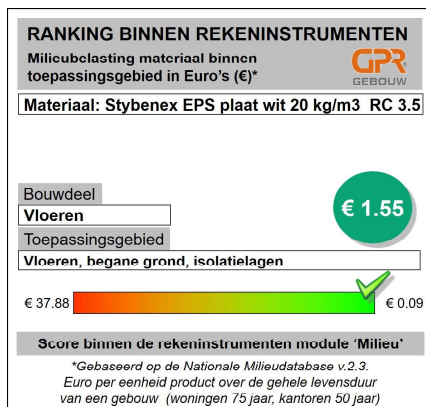 RANKING BINNEN REKENINSTRUMENTEN
Milieubelasting materiaal binnen
toepassingsgebied in Euro's (€)*
GPR
GEBOUW
Materiaal: Stybenex EPS plaat wit 20 kg/m3 RC 3.5
Bouwdeel
Vloeren
€ 1.55
Toepassingsgebied
Vloeren, begane grond, isolatielagen
€ 37.88
€ 0.09
Score binnen de rekeninstrumenten module 'Milieu'
*Gebaseerd op de Nationale Milieudatabase v.2.3.
Euro per eenheid product over de gehele levensduur
van een gebouw (woningen 75 jaar, kantoren 50 jaar)